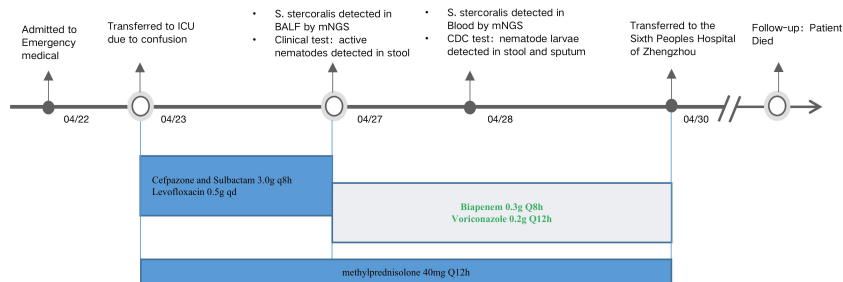 Admitted to
Emergency
medical
Transferred to ICU
due to confusion
• S. stercoralis detected in
BALF by mNGS
• Clinical test: active
nematodes detected in stool
• S. stercoralis detected in
Blood by mNGS
• CDC test: nematode larvae
detected in stool and sputum
Transferred to the
Sixth Peoples Hospital
of Zhengzhou
Follow-up: Patient
Died
04/22
04/23
04/27
04/28
04/30
Cefpazone and Sulbactam 3.0g q8h
Levofloxacin 0.5g qd
Biapenem 0.3g Q8h
Voriconazole 0.2g Q12h
methylprednisolone 40mg Q12h